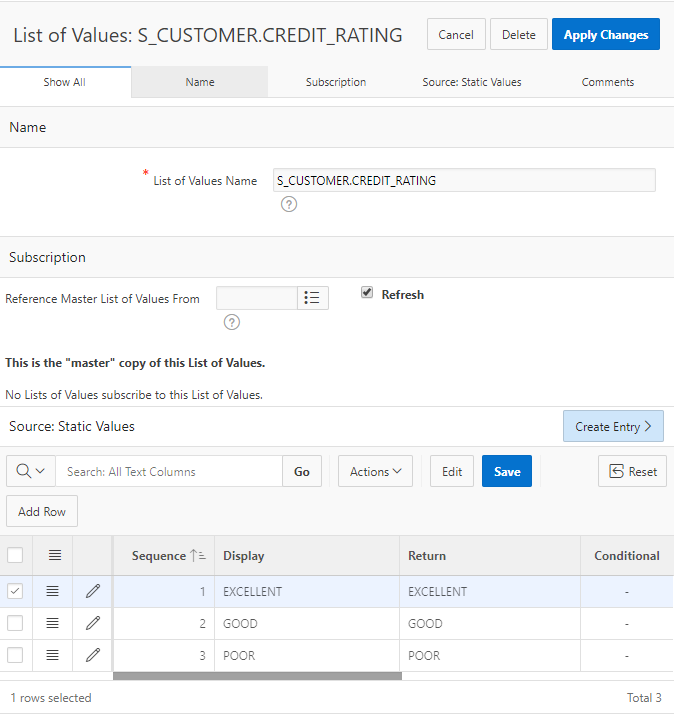 List of Values: S_CUSTOMER.CREDIT_RATING Cancel Delete Apply Changes
Show All Name Subscription Source: Static Values Comments
Name
* List of Values Name S_CUSTOMER.CREDIT_RATING
?
Subscription
Reference Master List of Values From Refresh
?
This is the "master" copy of this List of Values.
No Lists of Values subscribe to this List of Values.
Source: Static Values Create Entry
Search: All Text Columns Go Actions Edit Save Reset
Add Row
Sequence Display Return Conditional
1 EXCELLENT EXCELLENT -
2 GOOD GOOD -
3 POOR POOR -
1 rows selected Total 3